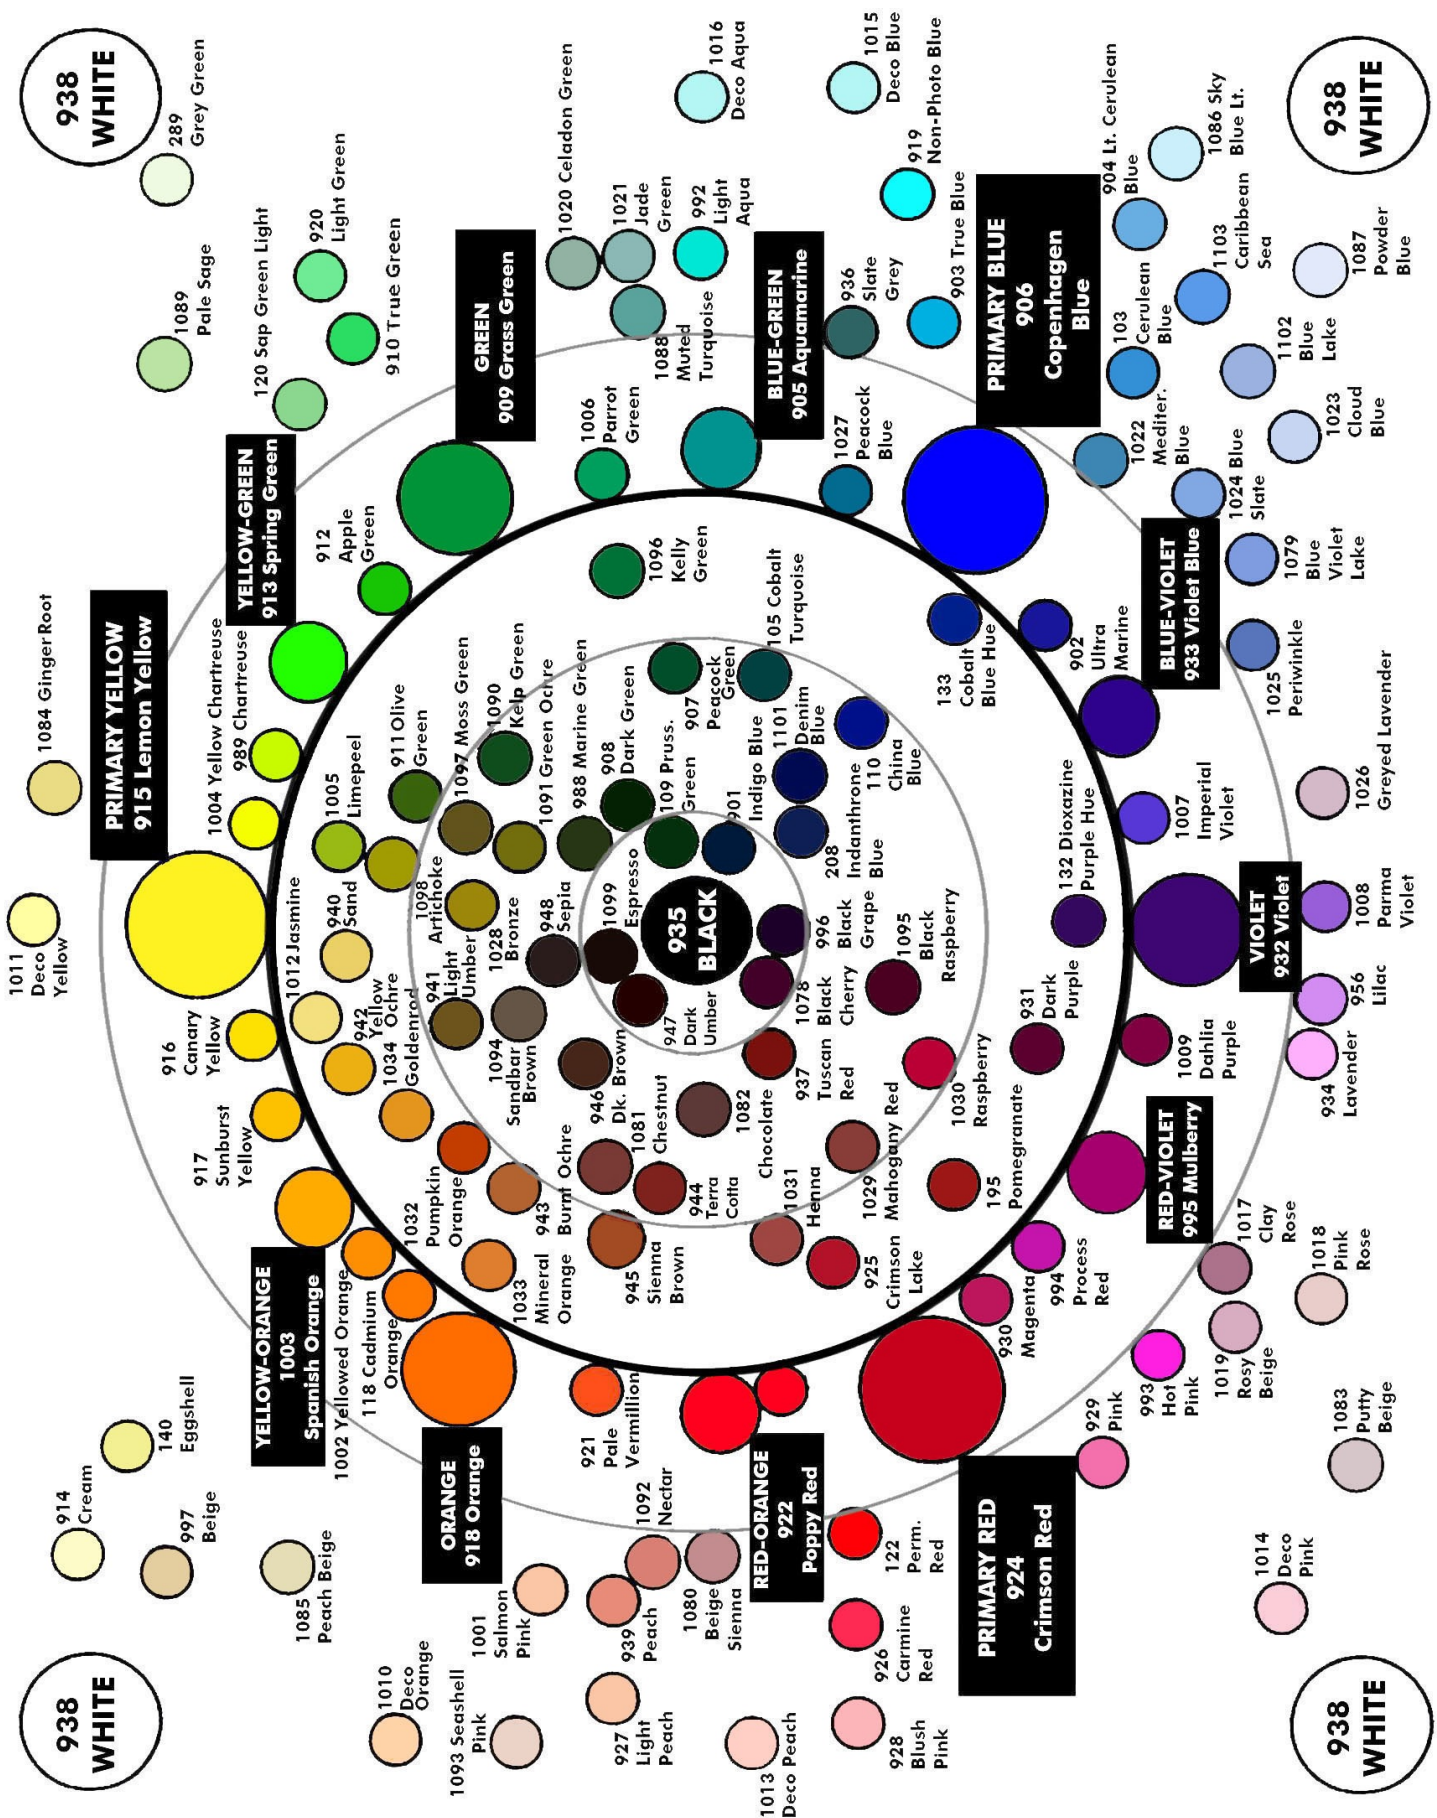 938
WHITE
914
Cream
140
Eggshell
997
Beige
1011
Deco
Yellow
1084 GingerRoot
938
WHITE
289
Grey Green
1089
Pale Sage
PRIMARY YELLOW
915 Lemon Yellow
916
Canary
Yellow
917
Sunburst
Yellow
1004 Yellow Chartreuse
989 Chartreuse
YELLOW-GREEN
913 Spring Green
120 Sap Green Light
920
Light Green
910 True Green
YELLOW-ORANGE
1003
Spanish Orange
1085
Peach Beige
1002 Yellowed Orange
118 Cadmium
Orange
1012 Jasmine
940
Sand
1005
Limepeel
912
Apple
Green
942
Yellow
Ochre
1034
Goldenrod
911 Olive
Green
1010
Deco
Orange
1032
Pumpkin
Orange
1098
Artichoke
941
Light
Umber
1097 Moss Green
ORANGE
918 Orange
1093 Seashell
Pink
1001
Salmon
Pink
1033
Mineral
Orange
943
Burnt Ochre
1094
Sandbar
Brown
1028
Bronze
1090
Kelp Green
1091 Green Ochre
GREEN
909 Grass Green
948
Sepia
988 Marine Green
1020 Celadon Green
921
Pale
Vermillion
946
Dk. Brown
1099
Espresso
908
Dark Green
1006
Parrot
Green
1021
Jade
Green
927
Light
Peach
939
Peach
1092
Nectar
945
Sienna
Brown
1081
Chestnut
947
Dark
Umber
109 Pruss.
Green
1096
Kelly
Green
1088
Muted
Turquoise
992
Light
Aqua
1016
Deco Aqua
1080
Beige
Sienna
944
Terra
Cotta
935
BLACK
907
Peacock
Green
901
Indigo Blue
1013
Deco Peach
RED-ORANGE
922
Poppy Red
1082
Chocolate
105 Cobalt
Turquoise
BLUE-GREEN
905 Aquamarine
1031
Henna
937
Tuscan
Red
1078
Black
Cherry
996
Black
Grape
1101
Denim
Blue
208
Indanthrone
Blue
1027
Peacock
Blue
936
Slate
Grey
1015
Deco Blue
928
Blush
Pink
926
Carmine
Red
122
Perm.
Red
925
Crimson
Lake
1029
Mahogany Red
1095
Black
Raspberry
110
China
Blue
919
Non-Photo Blue
903 True Blue
PRIMARY RED
924
Crimson Red
195
Pomegranate
1030
Raspberry
133
Cobalt
Blue Hue
PRIMARY BLUE
906
Copenhagen
Blue
930
Magenta
994
Process
Red
931
Dark
Purple
132 Dioxazine
Purple Hue
902
Ultra
Marine
1022
Mediter.
Blue
103
Cerulean
Blue
904 Lt. Cerulean
Blue
929
Pink
993
Hot
Pink
RED-VIOLET
995 Mulberry
1009
Dahlia
Purple
1007
Imperial
Violet
BLUE-VIOLET
933 Violet Blue
1024 Blue
Slate
1103
Caribbean
Sea
1086 Sky
Blue Lt.
1019
Rosy
Beige
1017
Clay
Rose
VIOLET
932 Violet
1025
Periwinkle
1079
Blue
Violet
Lake
1102
Blue
Lake
1014
Deco
Pink
1083
Putty
Beige
1018
Pink
Rose
934
Lavender
956
Lilac
1008
Parma
Violet
1026
Greyed Lavender
1023
Cloud
Blue
1087
Powder
Blue
938
WHITE
938
WHITE